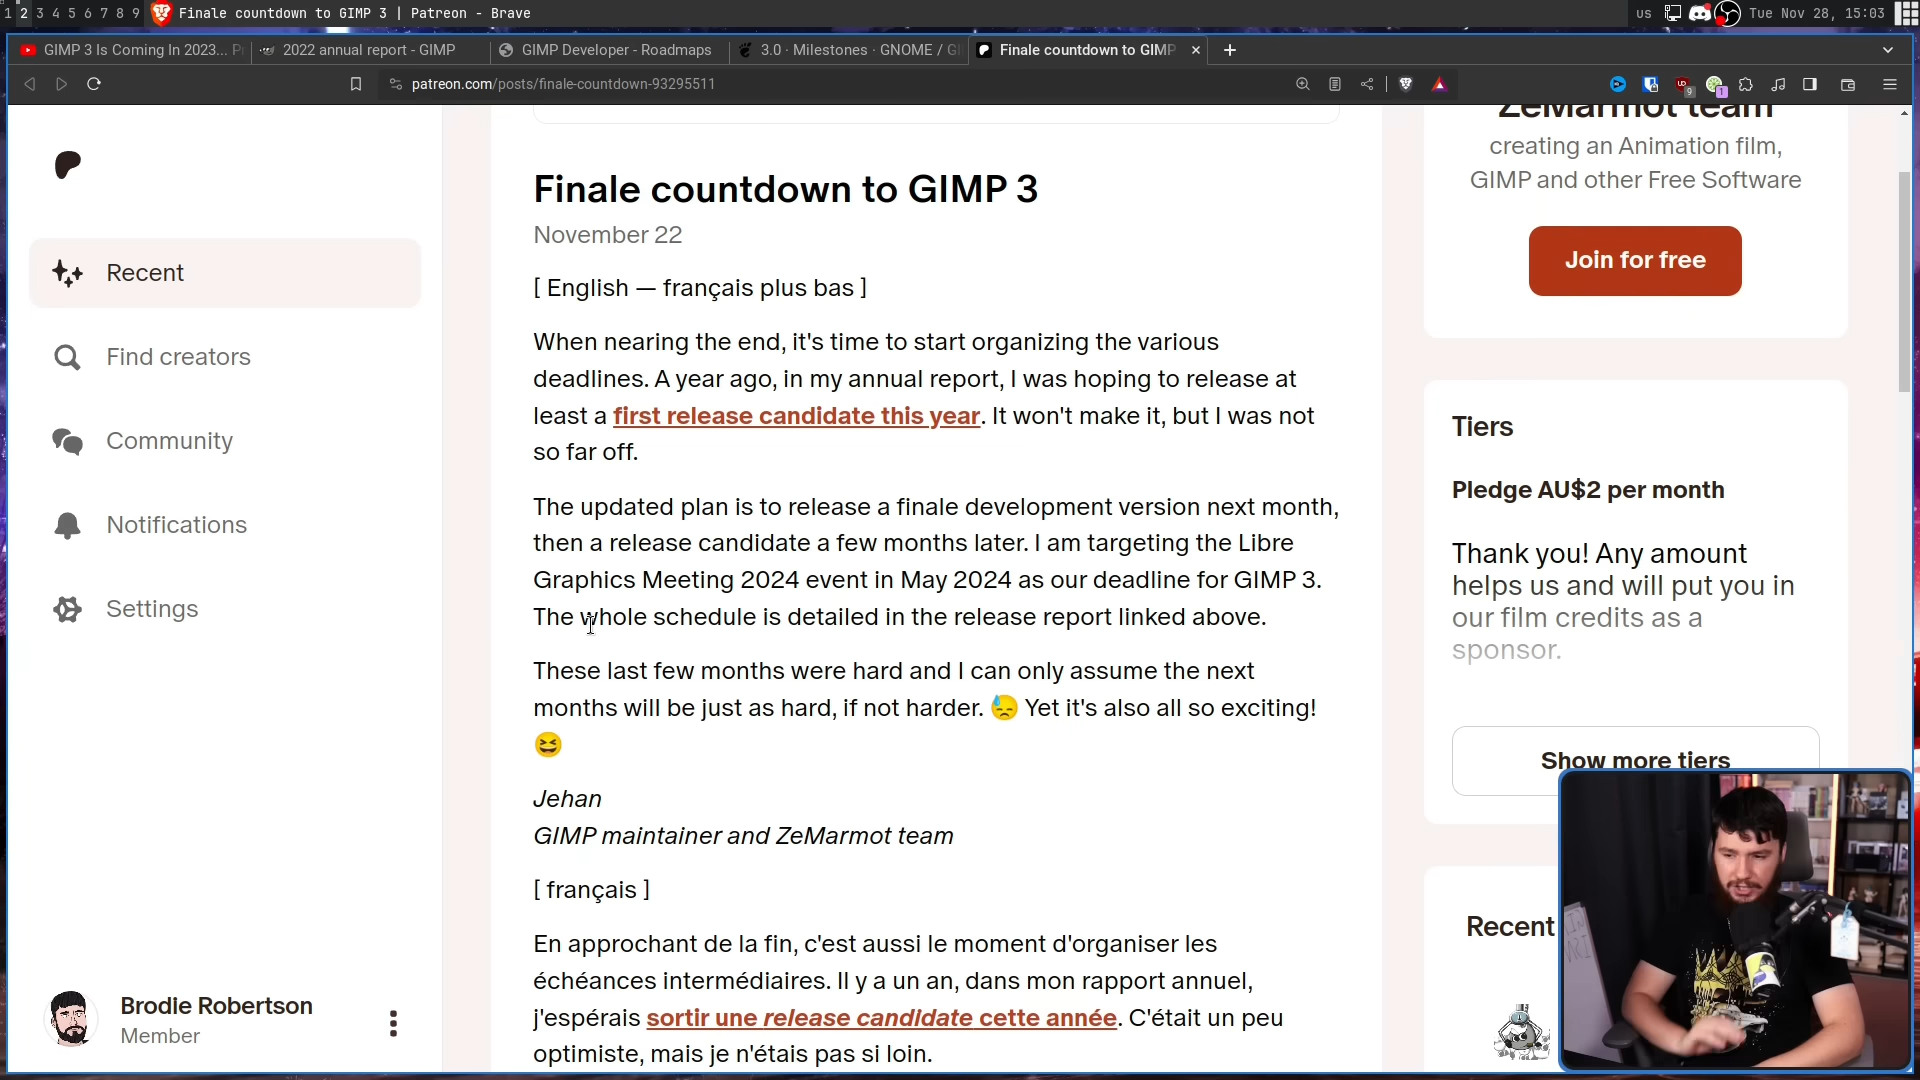 1 2 3 4 5 6 7 8 9 Finale countdown to GIMP 3 | Patreon - Brave
us Tue Nov 28, 15:03
GIMP 3 Is Coming In 2023...
2022 annual report - GIMP
GIMP Developer - Roadmaps
3.0 · Milestones · GNOME /
Finale countdown to GIMP
patreon.com/posts/finale-countdown-93295511
9
1
Recent
Find creators
Community
Notifications
Settings
Brodie Robertson
Member
Finale countdown to GIMP 3
November 22
[ English — français plus bas ]
When nearing the end, it's time to start organizing the various
deadlines. A year ago, in my annual report, I was hoping to release at
least a first release candidate this year. It won't make it, but I was not
so far off.
The updated plan is to release a finale development version next month,
then a release candidate a few months later. I am targeting the Libre
Graphics Meeting 2024 event in May 2024 as our deadline for GIMP 3.
The whole schedule is detailed in the release report linked above.
These last few months were hard and I can only assume the next
months will be just as hard, if not harder. 😓 Yet it's also all so exciting!
😆
Jehan
GIMP maintainer and ZeMarmot team
[ français ]
En approchant de la fin, c'est aussi le moment d'organiser les
échéances intermédiaires. Il y a un an, dans mon rapport annuel,
j'espérais sortir une release candidate cette année. C'était un peu
optimiste, mais je n'étais pas si loin.
ZeMarmot team
creating an Animation film,
GIMP and other Free Software
Join for free
Tiers
Pledge AU$2 per month
Thank you! Any amount
helps us and will put you in
our film credits as a
sponsor.
Show more tiers
Recent